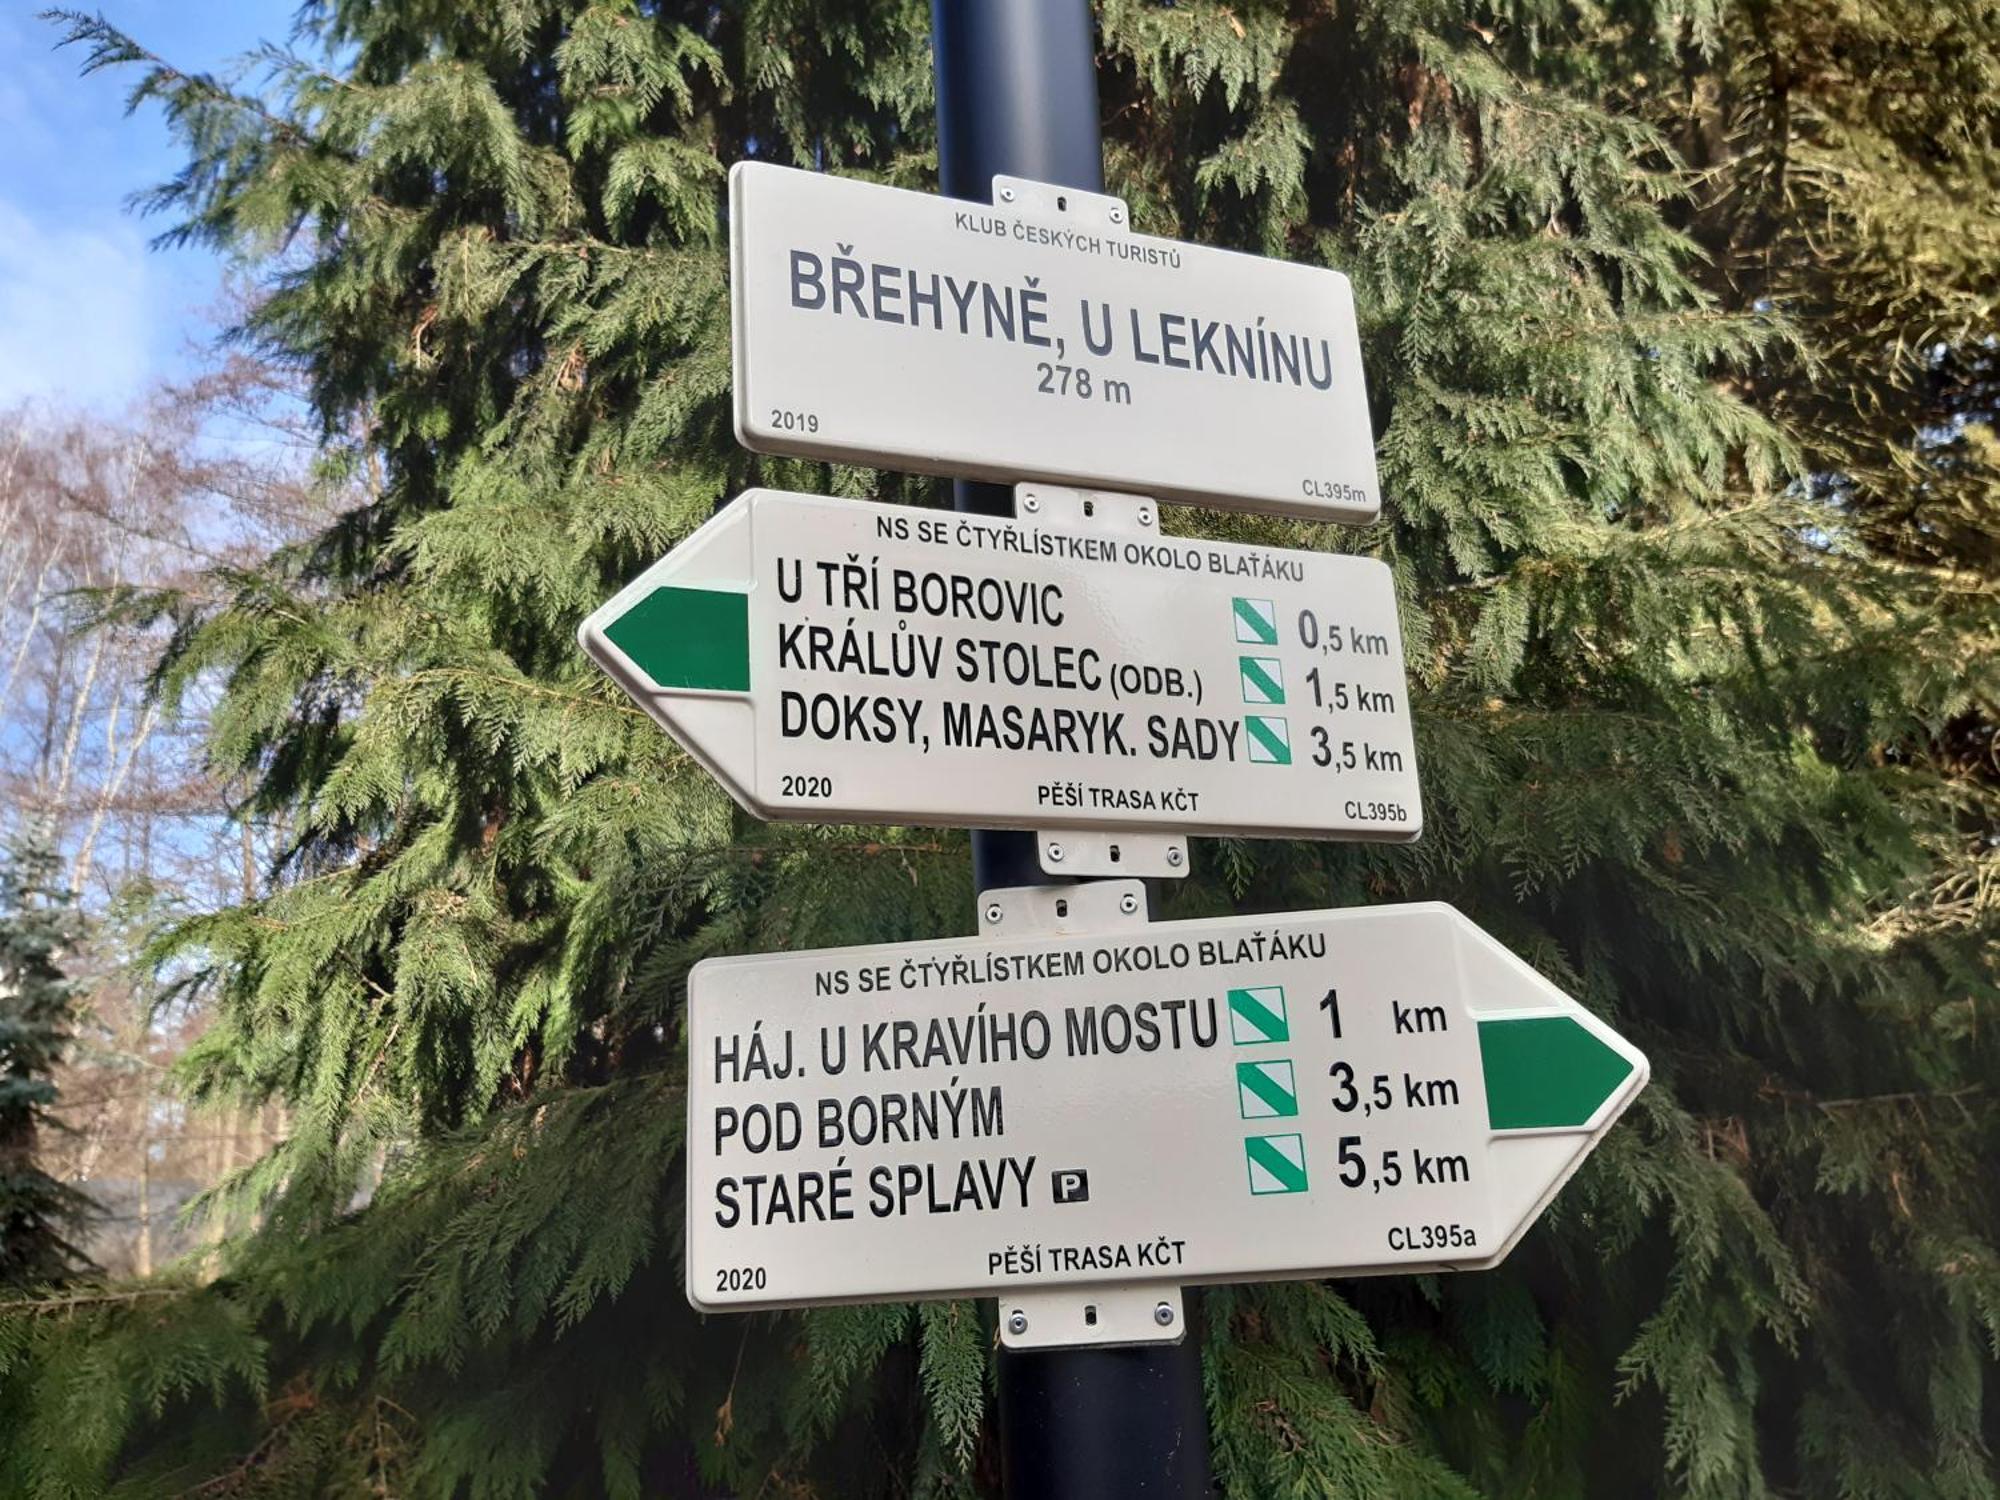 KLUB ČESKÝCH TURISTŮ
BŘEHYNĚ, U LEKNÍNU
278 m
2019
CL395m
NS SE ČTYŘLÍSTKEM OKOLO BLAŤÁKU
U TŘÍ BOROVIC 0,5 km
KRÁLŮV STOLEC (ODB.) 1,5 km
DOKSY, MASARYK. SADY 3,5 km
2020 PĚŠÍ TRASA KČT CL395b
NS SE ČTYŘLÍSTKEM OKOLO BLAŤÁKU
HÁJ. U KRAVÍHO MOSTU 1 km
POD BORNÝM 3,5 km
STARÉ SPLAVY P 5,5 km
2020 PĚŠÍ TRASA KČT CL395a